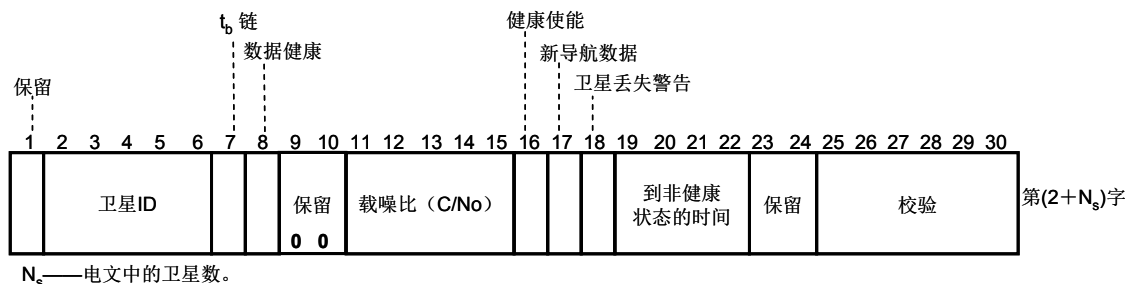 t_b 链
健康使能
数据健康
新导航数据
保留
卫星丢失警告
1 2 3 4 5 6 7 8 9 10 11 12 13 14 15 16 17 18 19 20 21 22 23 24 25 26 27 28 29 30
卫星ID
保留
0 0
载噪比（C/No）
到非健康
状态的时间
保留
校验
第(2＋N_s)字
N_s——电文中的卫星数。